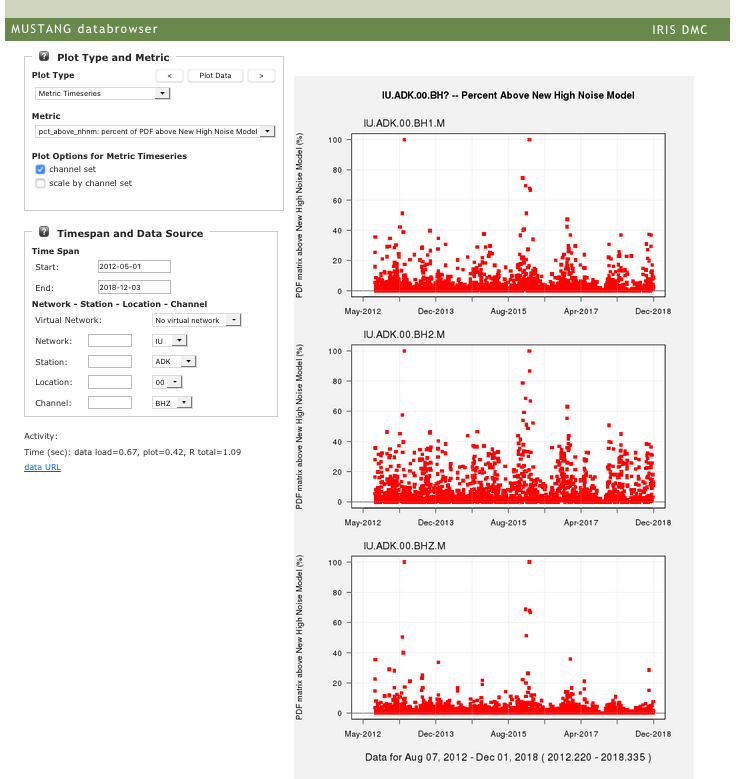 MUSTANG databrowser
IRIS DMC
? Plot Type and Metric
Plot Type
<
Plot Data
>
Metric Timeseries
Metric
pct_above_nhnm: percent of PDF above New High Noise Model
Plot Options for Metric Timeseries
channel set
scale by channel set
? Timespan and Data Source
Time Span
Start: 2012-05-01
End: 2018-12-03
Network - Station - Location - Channel
Virtual Network: No virtual network
Network: IU
Station: ADK
Location: 00
Channel: BHZ
Activity:
Time (sec): data load=0.67, plot=0.42, R total=1.09
data URL
IU.ADK.00.BH? -- Percent Above New High Noise Model
IU.ADK.00.BH1.M
PDF matrix above New High Noise Model (%)
100
80
60
40
20
0
May-2012 Dec-2013 Aug-2015 Apr-2017 Dec-2018
IU.ADK.00.BH2.M
PDF matrix above New High Noise Model (%)
100
80
60
40
20
0
May-2012 Dec-2013 Aug-2015 Apr-2017 Dec-2018
IU.ADK.00.BHZ.M
PDF matrix above New High Noise Model (%)
100
80
60
40
20
0
May-2012 Dec-2013 Aug-2015 Apr-2017 Dec-2018
Data for Aug 07, 2012 - Dec 01, 2018 ( 2012.220 - 2018.335 )